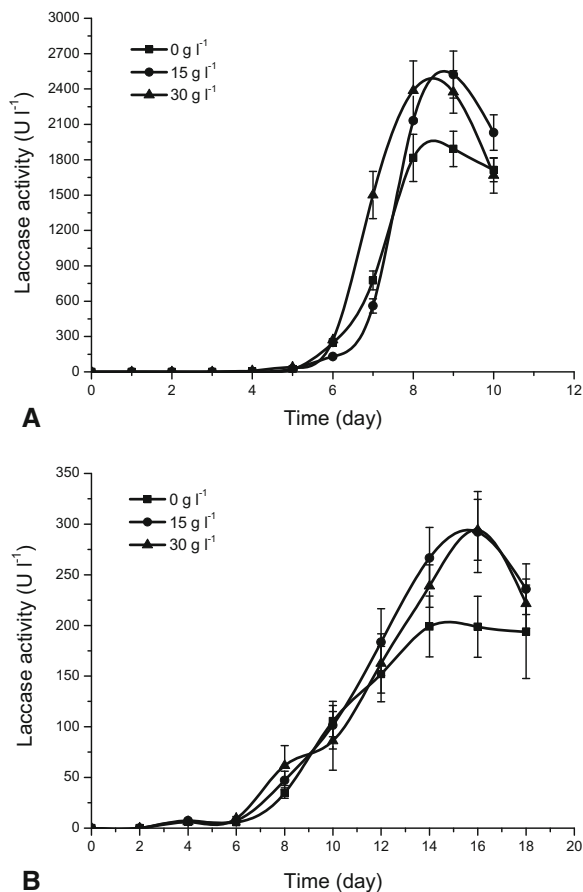 3000
2700
2400
2100
1800
1500
1200
900
600
300
0
Laccase activity (U l⁻¹)
0 g l⁻¹
15 g l⁻¹
30 g l⁻¹
0 2 4 6 8 10 12
Time (day)
A
350
300
250
200
150
100
50
0
Laccase activity (U l⁻¹)
0 g l⁻¹
15 g l⁻¹
30 g l⁻¹
0 2 4 6 8 10 12 14 16 18 20
Time (day)
B